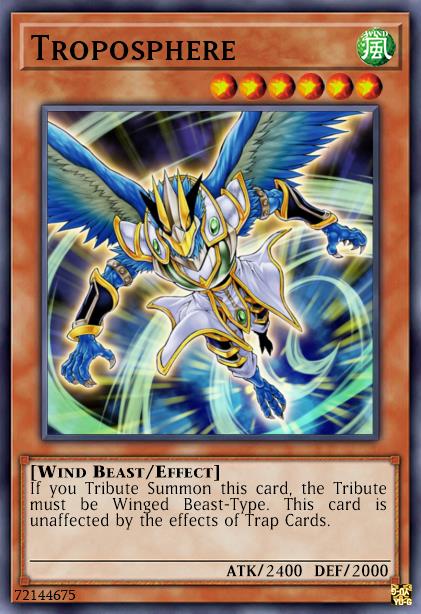 TROPOSPHERE
WIND
風
[WIND BEAST/EFFECT]
If you Tribute Summon this card, the Tribute
must be Winged Beast-Type. This card is
unaffected by the effects of Trap Cards.
ATK/2400 DEF/2000
72144675